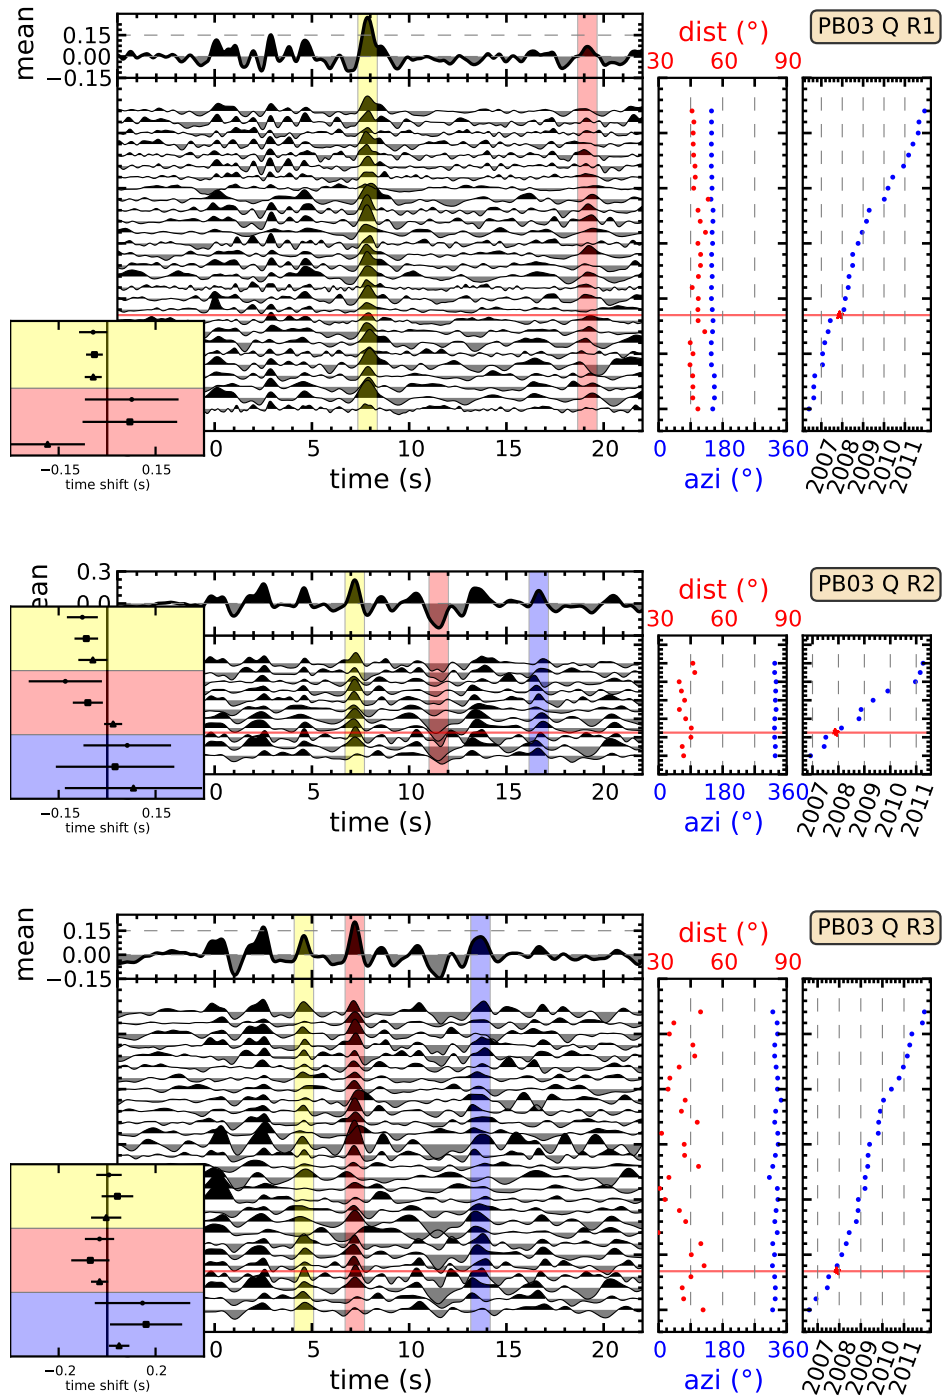 dist (°)
PB03 Q R1
mean
0.15
0.00
−0.15
30 60 90
−0.15 0.15
time shift (s)
0 5 10 15 20
time (s)
0 180 360
azi (°)
2007 2008 2009 2010 2011
0.3
0.0
ean
dist (°)
PB03 Q R2
30 60 90
−0.15 0.15
time shift (s)
0 5 10 15 20
time (s)
0 180 360
azi (°)
2007 2008 2009 2010 2011
mean
0.15
0.00
−0.15
dist (°)
PB03 Q R3
30 60 90
−0.2 0.2
time shift (s)
0 5 10 15 20
time (s)
0 180 360
azi (°)
2007 2008 2009 2010 2011